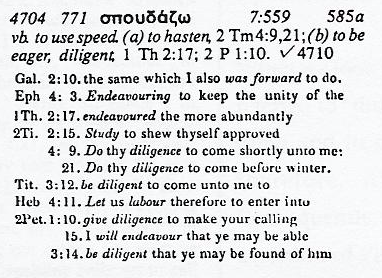 4704 771 σπουδάζω 7:559 585a
vb. to use speed. (a) to hasten, 2 Tm 4:9,21; (b) to be
eager, diligent, 1 Th 2:17; 2 P 1:10. ✓4710
Gal. 2:10. the same which I also was forward to do.
Eph 4: 3. Endeavouring to keep the unity of the
1Th. 2:17. endeavoured the more abundantly
2Ti. 2:15. Study to shew thyself approved
4: 9. Do thy diligence to come shortly unto me:
21. Do thy diligence to come before winter.
Tit. 3:12. be diligent to come unto me to
Heb 4:11. Let us labour therefore to enter into
2Pet. 1:10. give diligence to make your calling
15. I will endeavour that ye may be able
3:14. be diligent that ye may be found of him